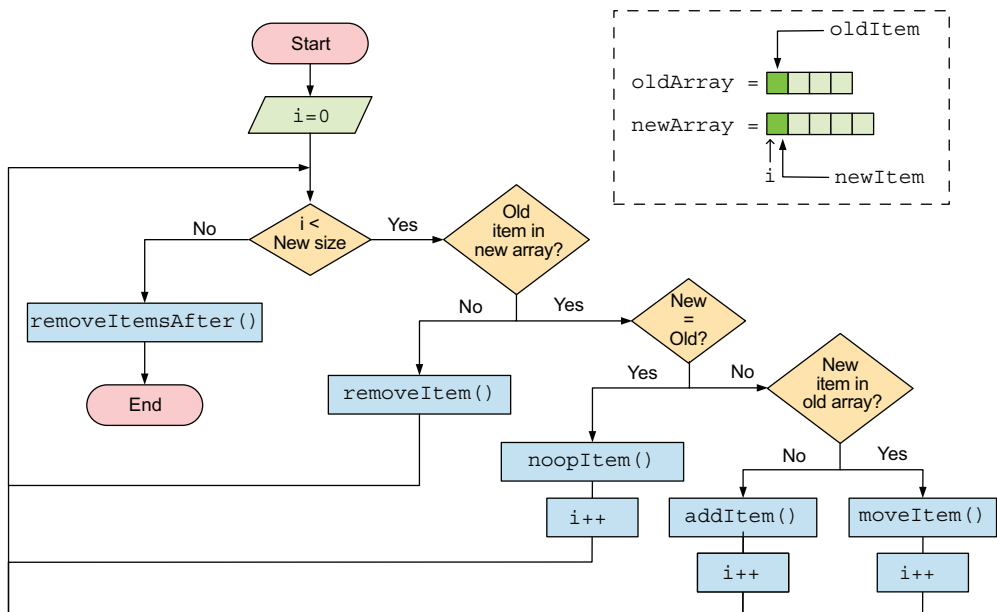 Start
i=0
i <
New size
No
Yes
removeItemsAfter()
End
Old
item in
new array?
No
Yes
removeItem()
New
=
Old?
Yes
No
noopItem()
i++
New
item in
old array?
No
Yes
addItem()
i++
moveItem()
i++
oldItem
oldArray =
newArray =
i
newItem